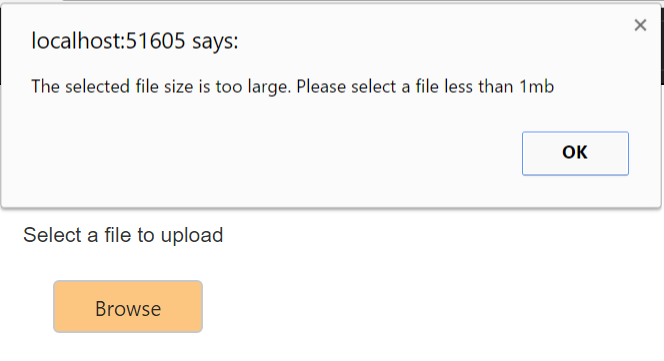 localhost:51605 says:
The selected file size is too large. Please select a file less than 1mb
OK
Select a file to upload
Browse